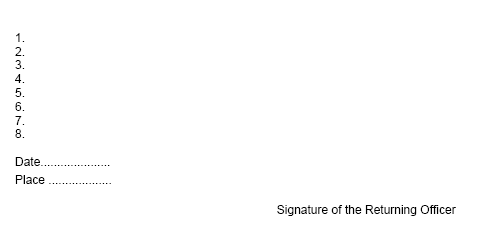 1.
2.
3.
4.
5.
6.
7.
8.
Date.....................
Place ...................
Signature of the Returning Officer